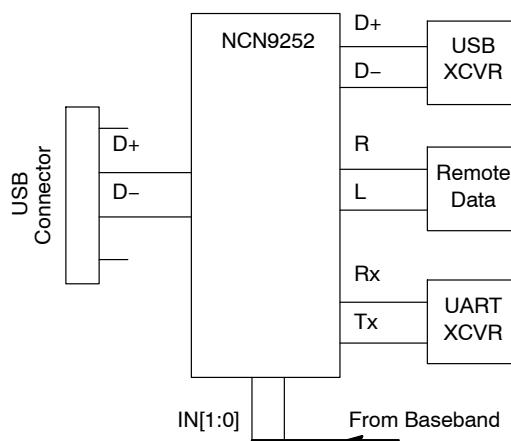 NCN9252
D+
D−
USB
XCVR
USB
Connector
D+
D−
R
L
Remote
Data
Rx
Tx
UART
XCVR
IN[1:0]
From Baseband